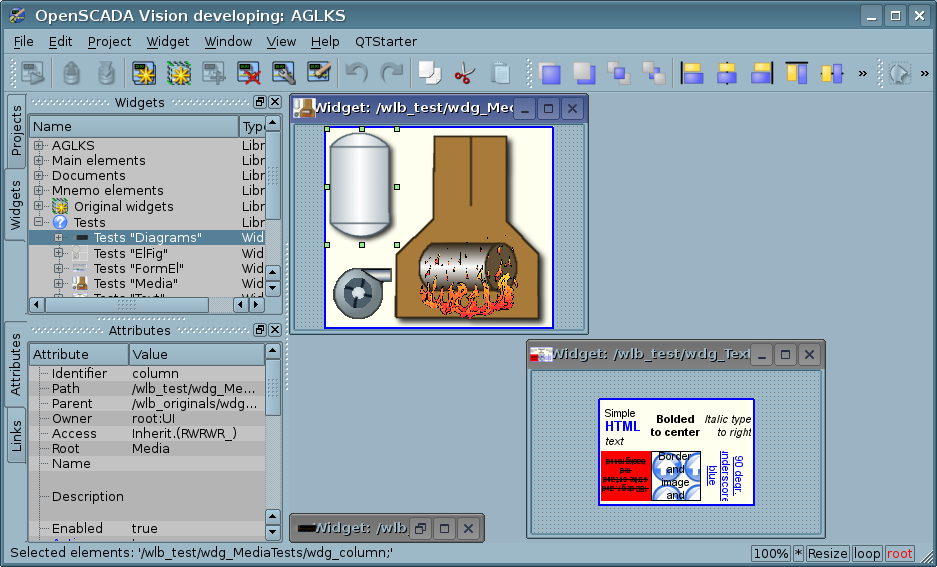 OpenSCADA Vision developing: AGLKS
File Edit Project Widget Window View Help QTStarter
» »
Projects
Widgets
Widgets
Name Type
AGLKS Libr
Main elements Libr
Documents Libr
Mnemo elements Libr
Original widgets Libr
Tests Libr
Tests "Diagrams" Wid
Tests "ElFig" Wid
Tests "FormEl" Wid
Tests "Media" Wid
Tests "Text" Wid
Attributes
Links
Attributes
Attribute Value
Identifier column
Path /wlb_test/wdg_Me...
Parent /wlb_originals/wdg...
Owner root:UI
Access Inherit.(RWRWR_)
Root Media
Name
Description
Enabled true
Widget: /wlb_test/wdg_Med
Widget: /wlb_test/wdg_Text
Simple
HTML
text
Bolded
to center
Italic type
to right
Border
and
image
and
underscore
blue
90 degr.
Widget: /wlb_
Selected elements: '/wlb_test/wdg_MediaTests/wdg_column;'
100% * Resize loop root